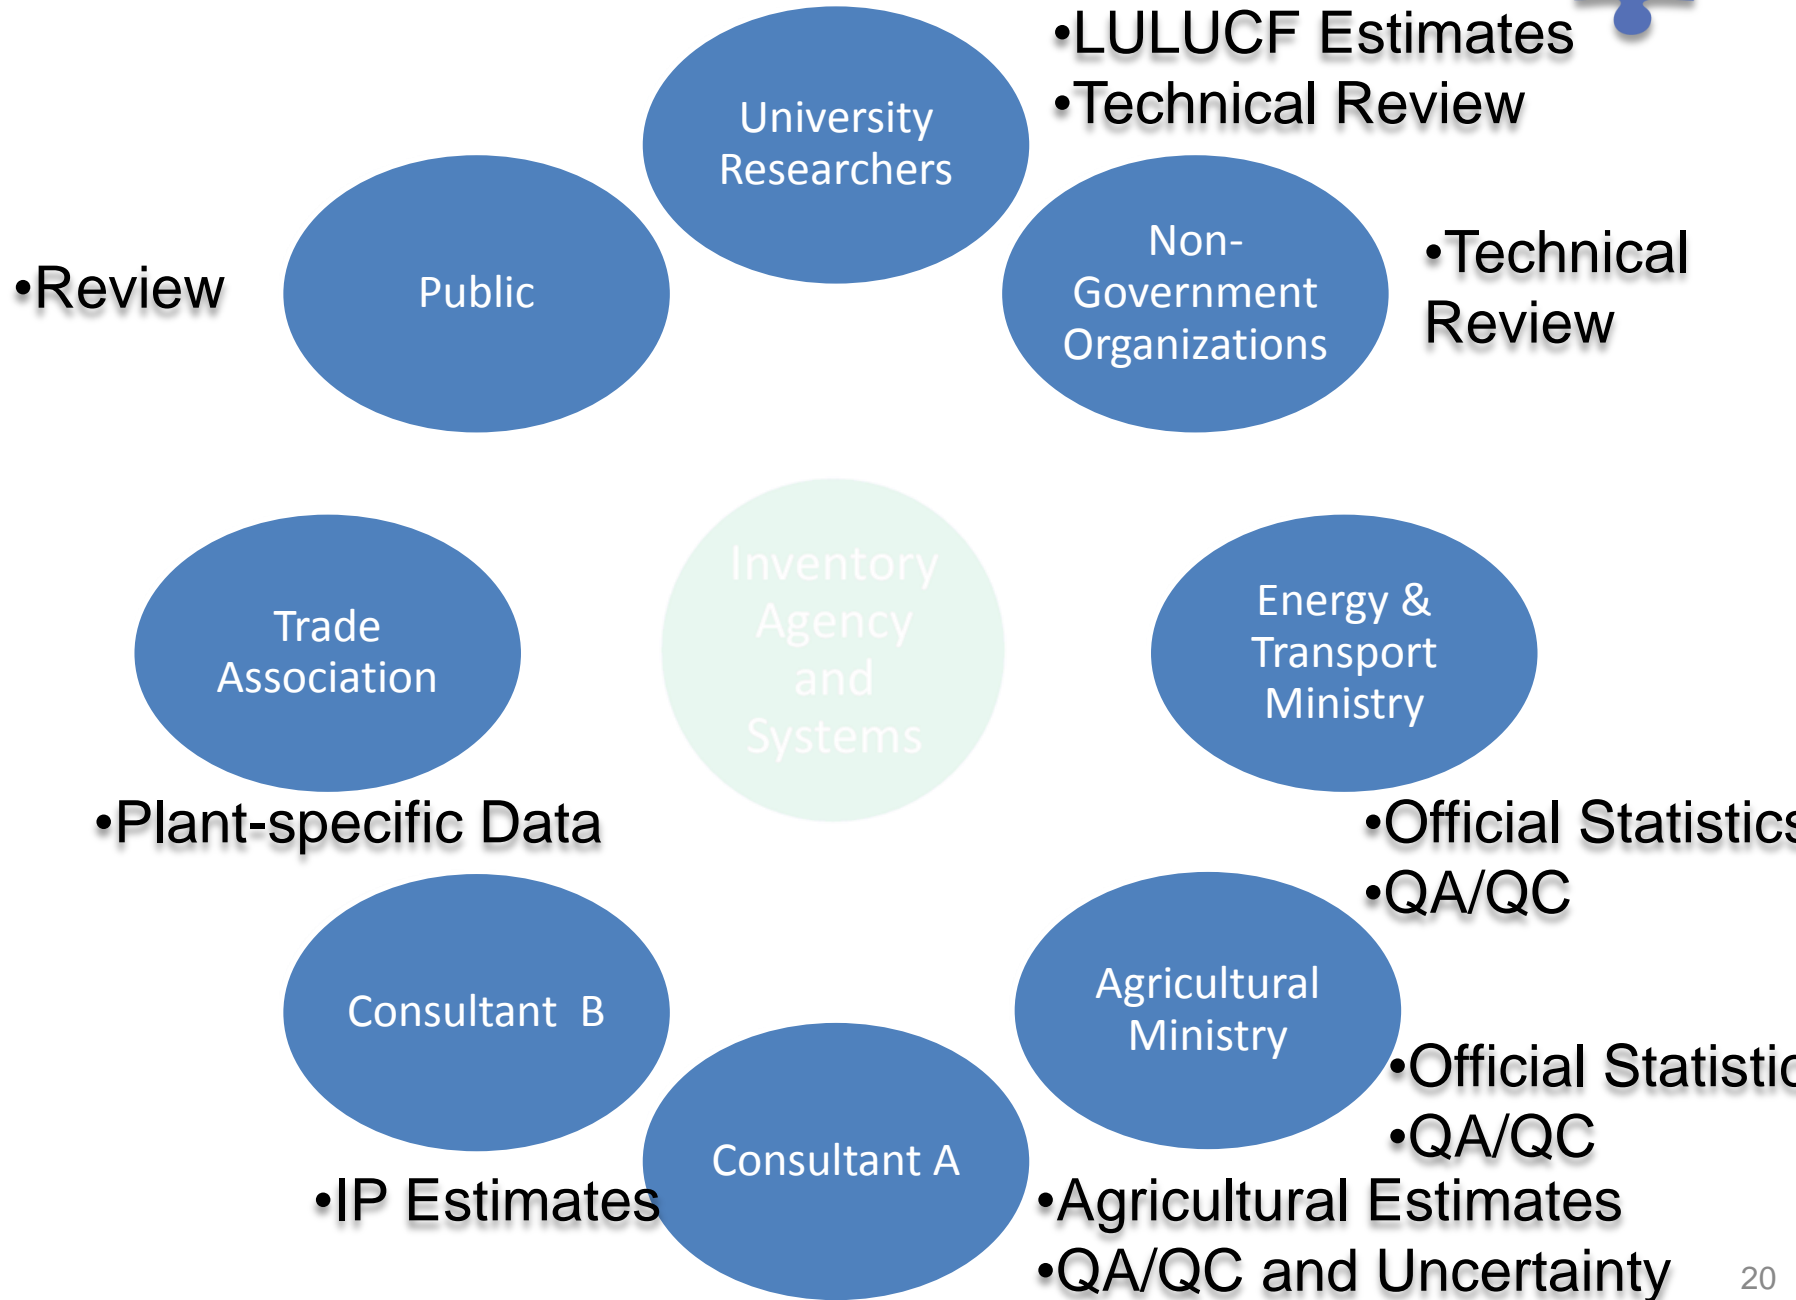 •LULUCF Estimates
•Technical Review
University
Researchers
Non-
Government
Organizations
•Technical
Review
Public
•Review
Inventory
Agency
and
Systems
Energy &
Transport
Ministry
•Official Statistics
•QA/QC
Trade
Association
•Plant-specific Data
Agricultural
Ministry
•Official Statistic
•QA/QC
Consultant B
•IP Estimates
Consultant A
•Agricultural Estimates
•QA/QC and Uncertainty
20